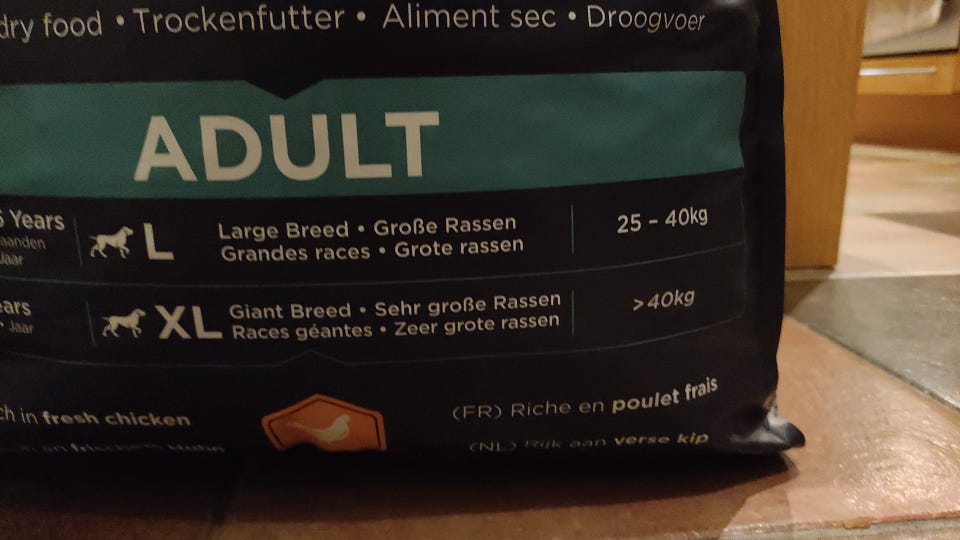 dry food • Trockenfutter • Aliment sec • Droogvoer
ADULT
Years
Jaar
L
Large Breed • Große Rassen
Grandes races • Grote rassen
25 - 40kg
Jaar
XL
Giant Breed • Sehr große Rassen
Races géantes • Zeer grote rassen
>40kg
in fresh chicken
(FR) Riche en poulet frais
(NL) Rijk aan verse kip